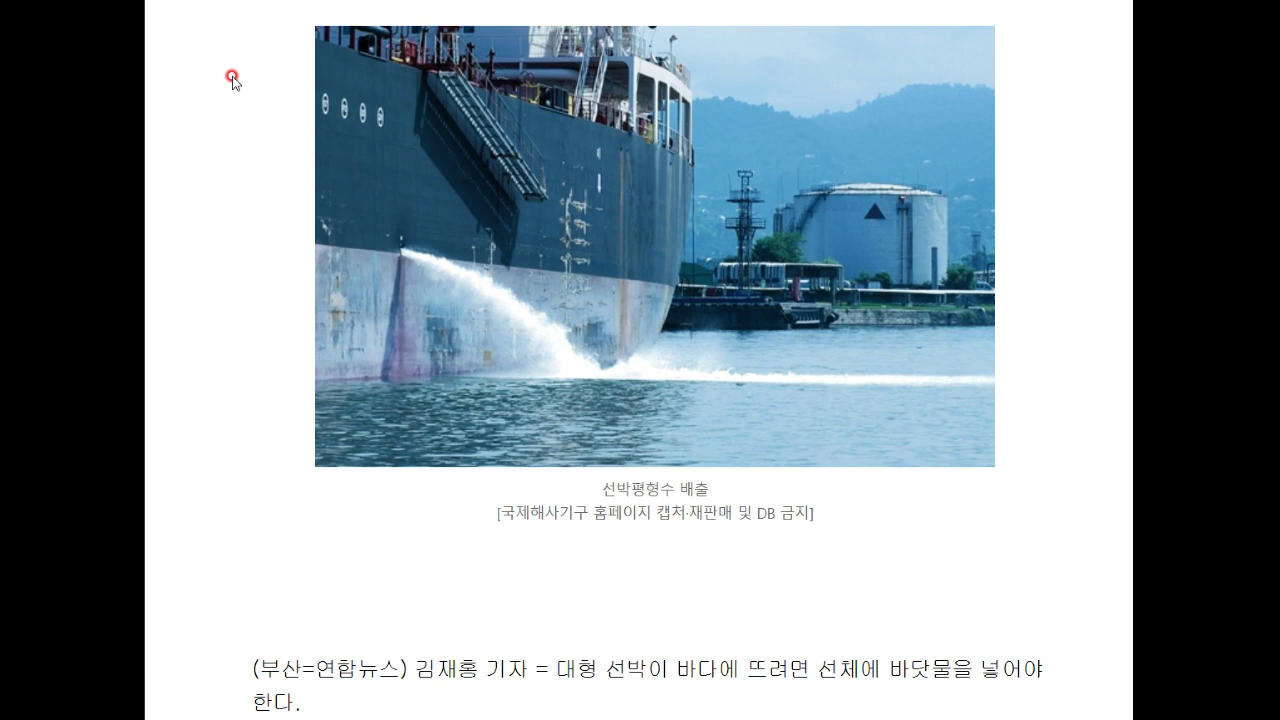 선박평형수 배출
[국제해사기구 홈페이지 캡처·재판매 및 DB 금지]
(부산=연합뉴스) 김재홍 기자 = 대형 선박이 바다에 뜨려면 선체에 바닷물을 넣어야
한다.